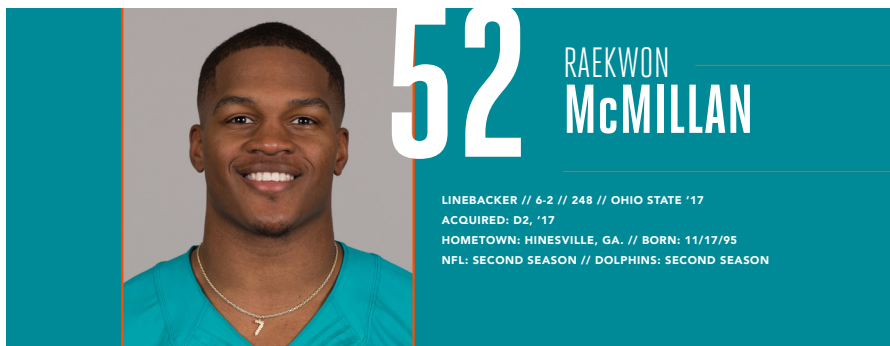 52
RAEKWON
McMILLAN
LINEBACKER // 6-2 // 248 // OHIO STATE ’17
ACQUIRED: D2, ‘17
HOMETOWN: HINESVILLE, GA. // BORN: 11/17/95
NFL: SECOND SEASON // DOLPHINS: SECOND SEASON
7